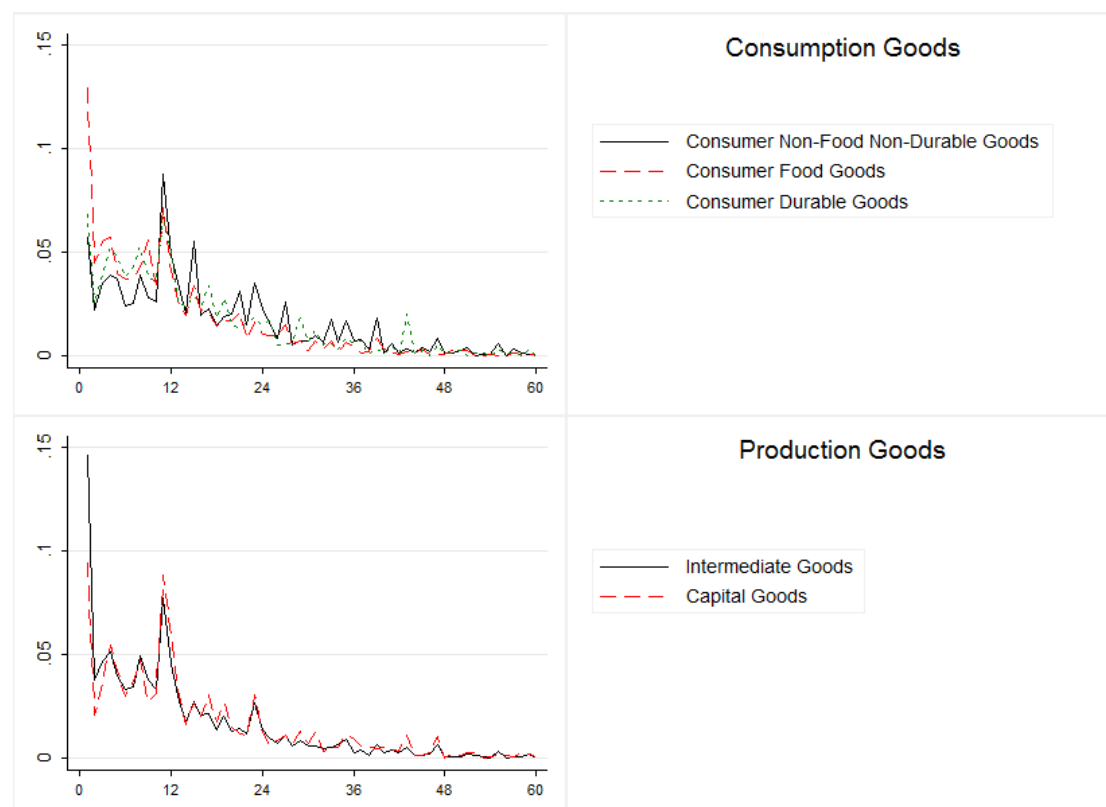 Consumption Goods
.15
.1
.05
0
0 12 24 36 48 60
Consumer Non-Food Non-Durable Goods
Consumer Food Goods
Consumer Durable Goods
Production Goods
.15
.1
.05
0
0 12 24 36 48 60
Intermediate Goods
Capital Goods